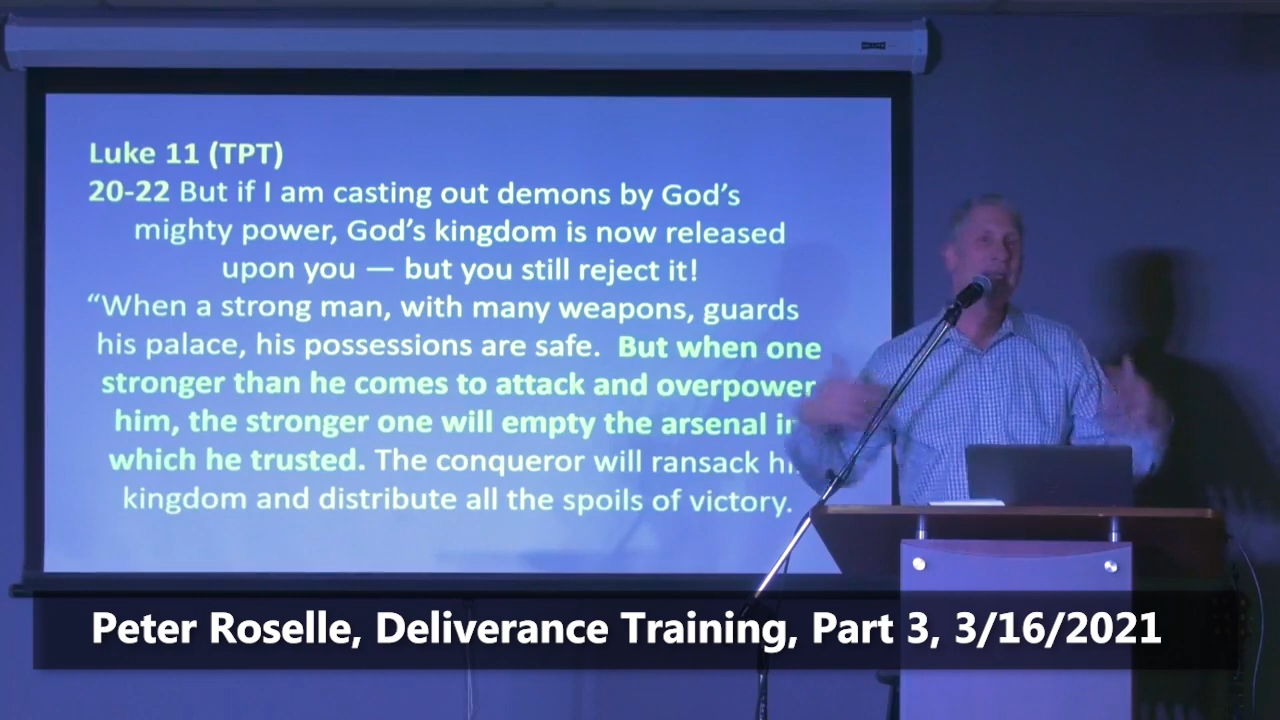 Luke 11 (TPT)
20-22 But if I am casting out demons by God’s
mighty power, God’s kingdom is now released
upon you — but you still reject it!
“When a strong man, with many weapons, guards
his palace, his possessions are safe. But when one
stronger than he comes to attack and overpower
him, the stronger one will empty the arsenal in
which he trusted. The conqueror will ransack
kingdom and distribute all the spoils of victory.
Peter Roselle, Deliverance Training, Part 3, 3/16/2021